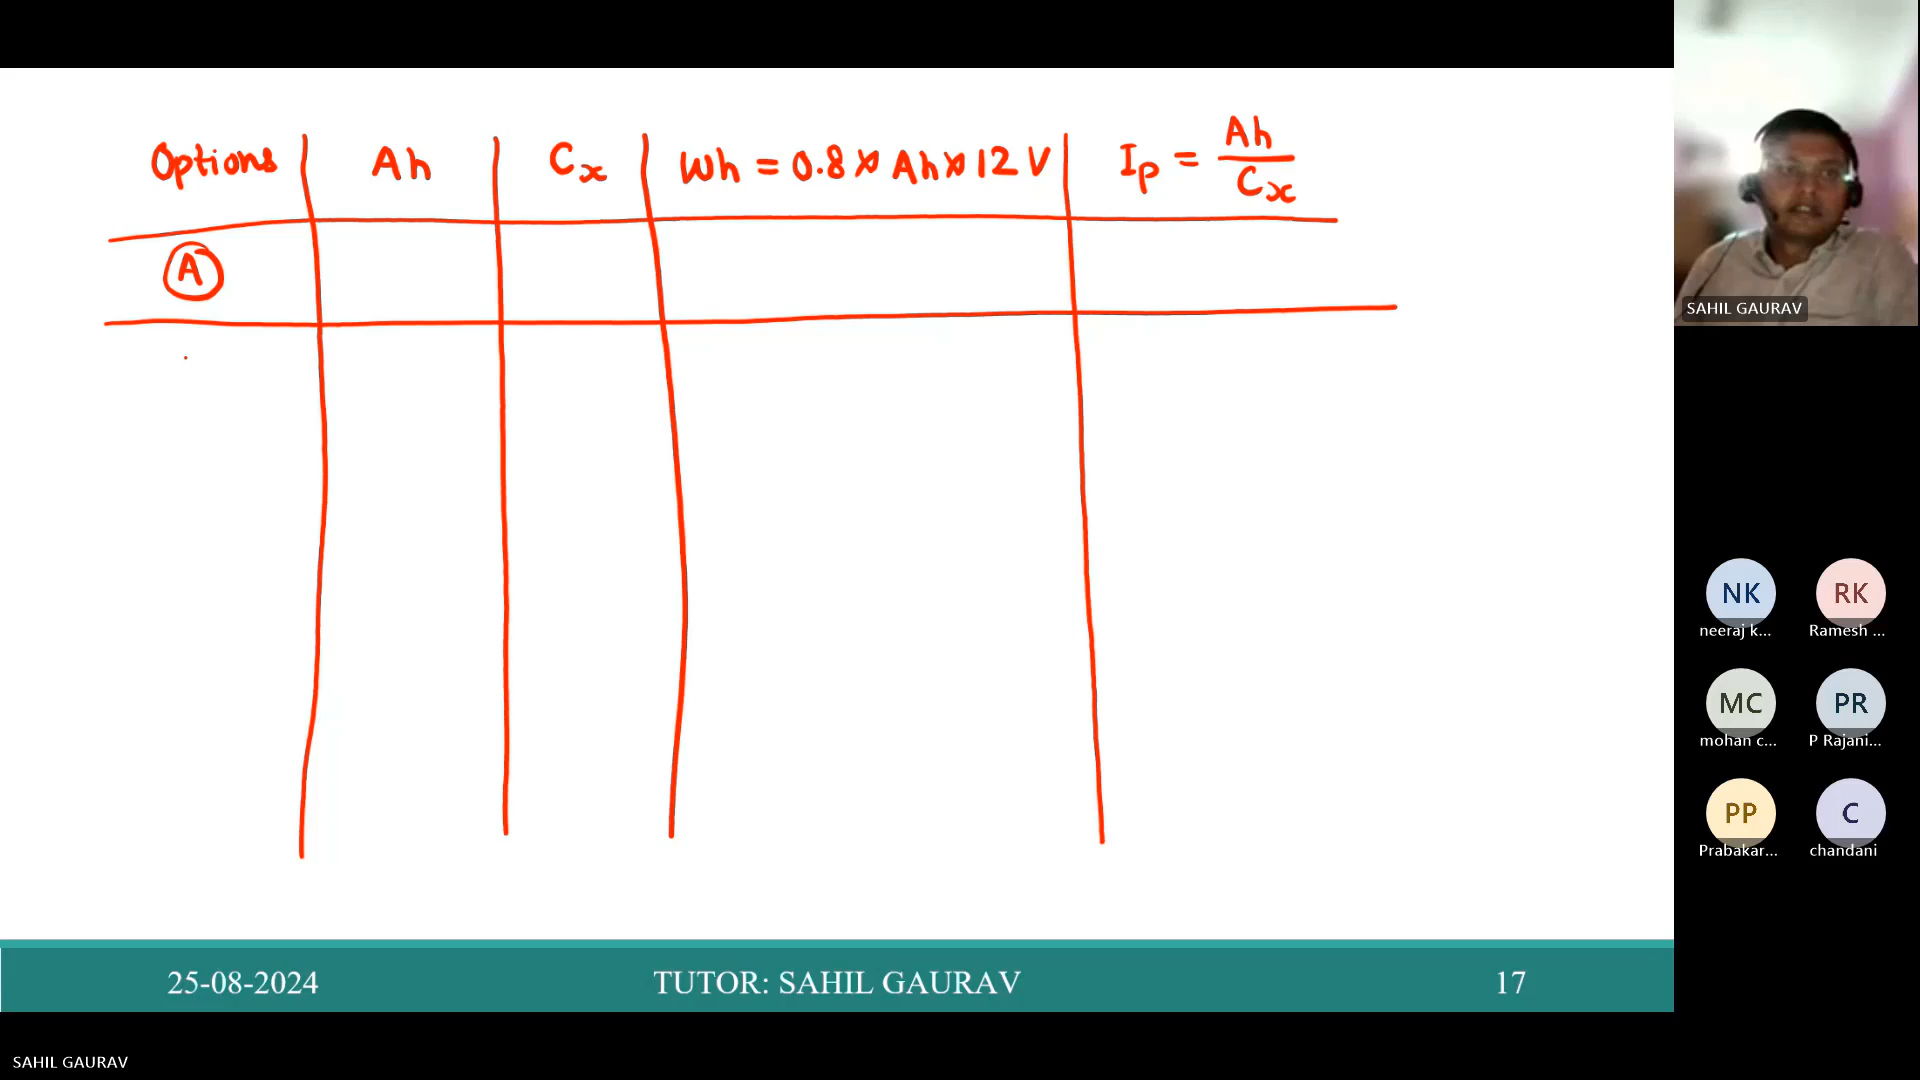 Options Ah Cx Wh = 0.8 × Ah × 12 V Ip = Ah / Cx
A
25-08-2024 TUTOR: SAHIL GAURAV 17
SAHIL GAURAV
NK RK
neeraj k... Ramesh ...
MC PR
mohan c... P Rajani...
PP C
Prabakar... chandani
SAHIL GAURAV